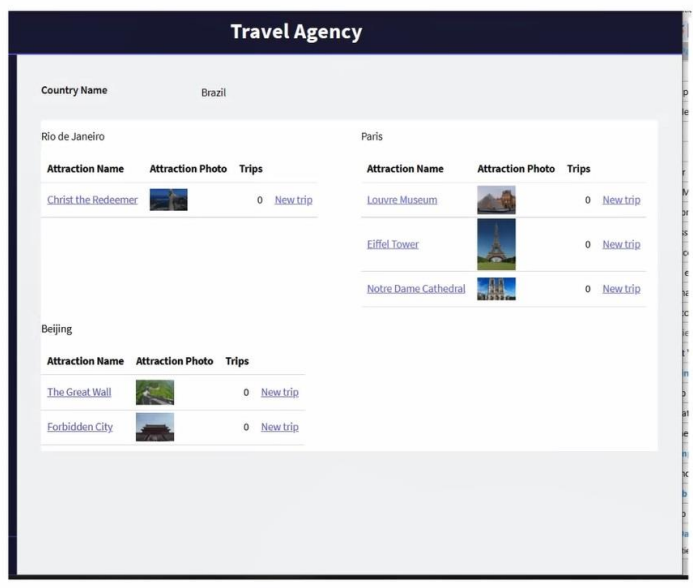 Travel Agency
Country Name Brazil
Rio de Janeiro
Attraction Name Attraction Photo Trips
Christ the Redeemer 0 New trip
Paris
Attraction Name Attraction Photo Trips
Louvre Museum 0 New trip
Eiffel Tower 0 New trip
Notre Dame Cathedral 0 New trip
Beijing
Attraction Name Attraction Photo Trips
The Great Wall 0 New trip
Forbidden City 0 New trip